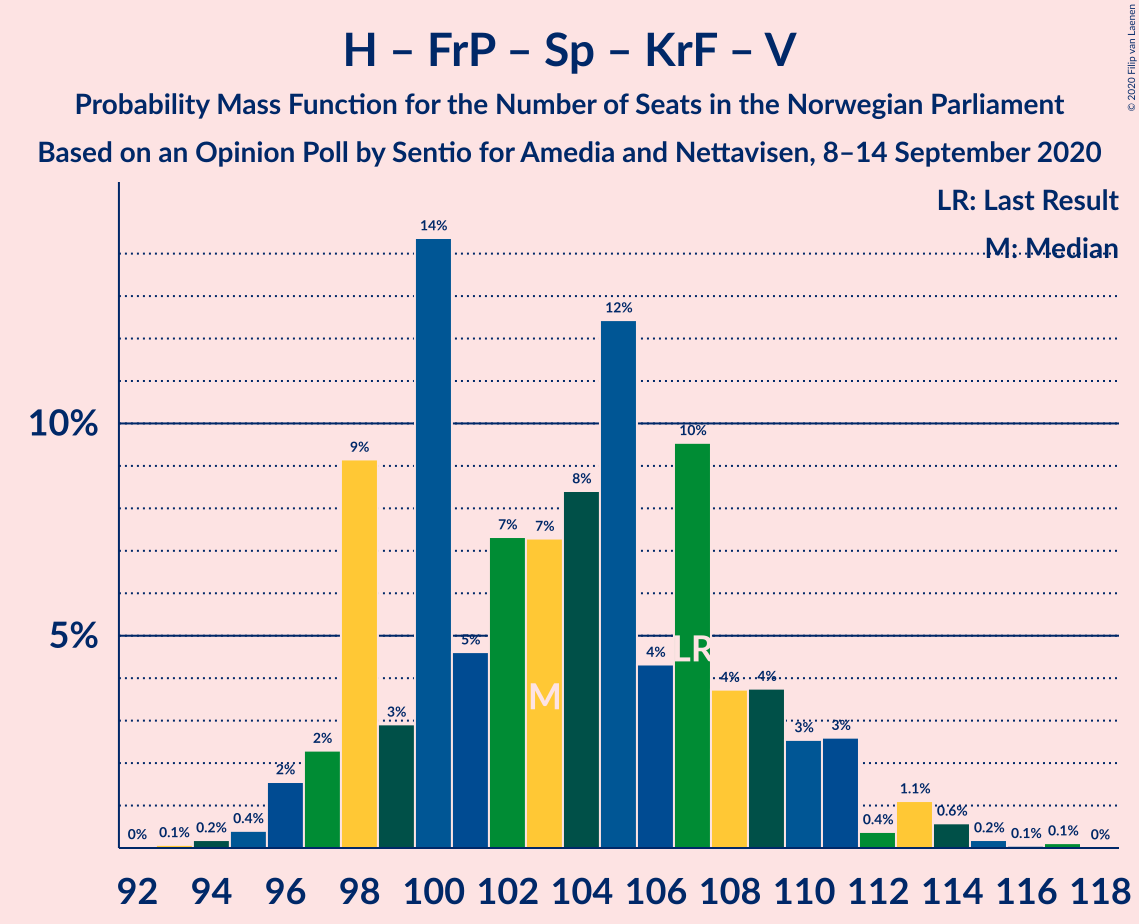 H – FrP – Sp – KrF – V
Probability Mass Function for the Number of Seats in the Norwegian Parliament
Based on an Opinion Poll by Sentio for Amedia and Nettavisen, 8–14 September 2020
© 2020 Filip van Laenen
LR: Last Result
M: Median
10%
5%
0% 0.1% 0.2% 0.4% 2% 2% 9% 3% 14% 5% 7% 7% 8% 12% 4% 10% 4% 4% 3% 3% 0.4% 1.1% 0.6% 0.2% 0.1% 0.1% 0%
LR
M
92 94 96 98 100 102 104 106 108 110 112 114 116 118